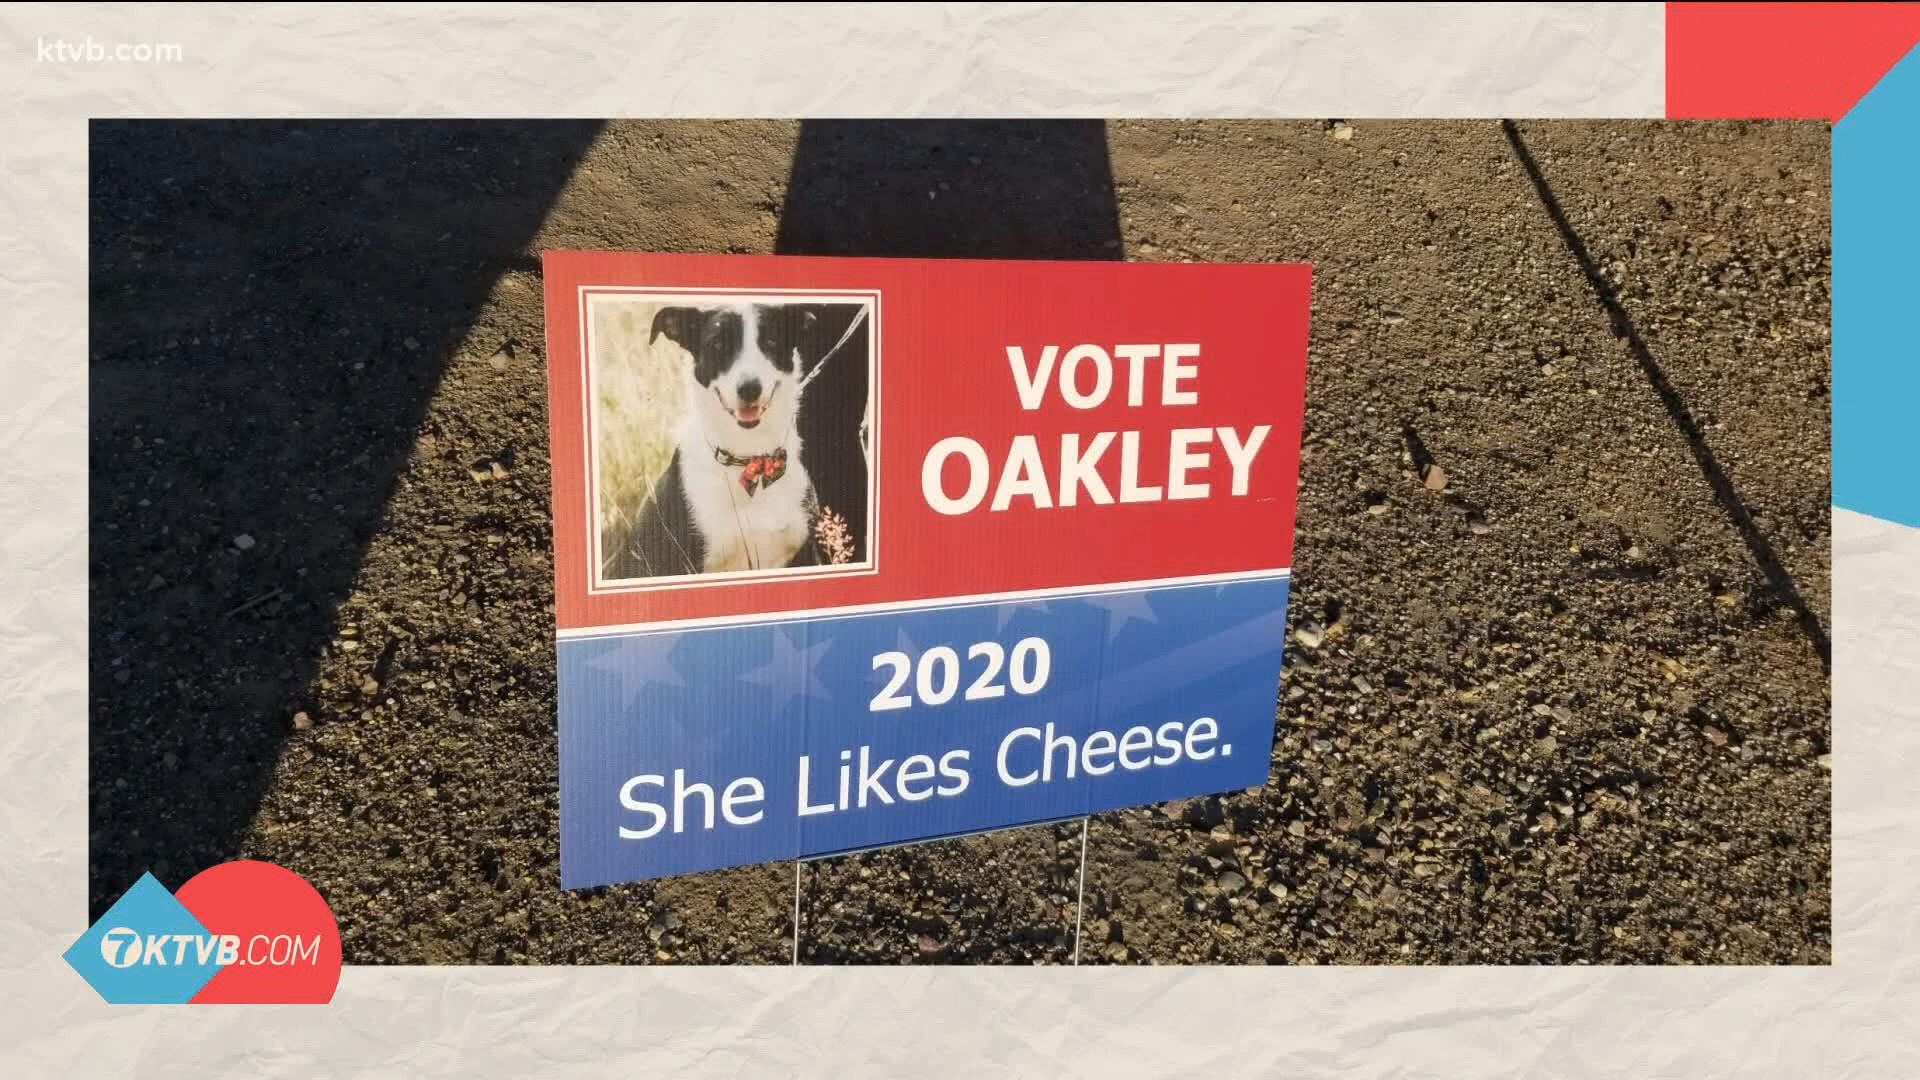 ktvb.com
VOTE
OAKLEY
2020
She Likes Cheese.
7KTVB.COM